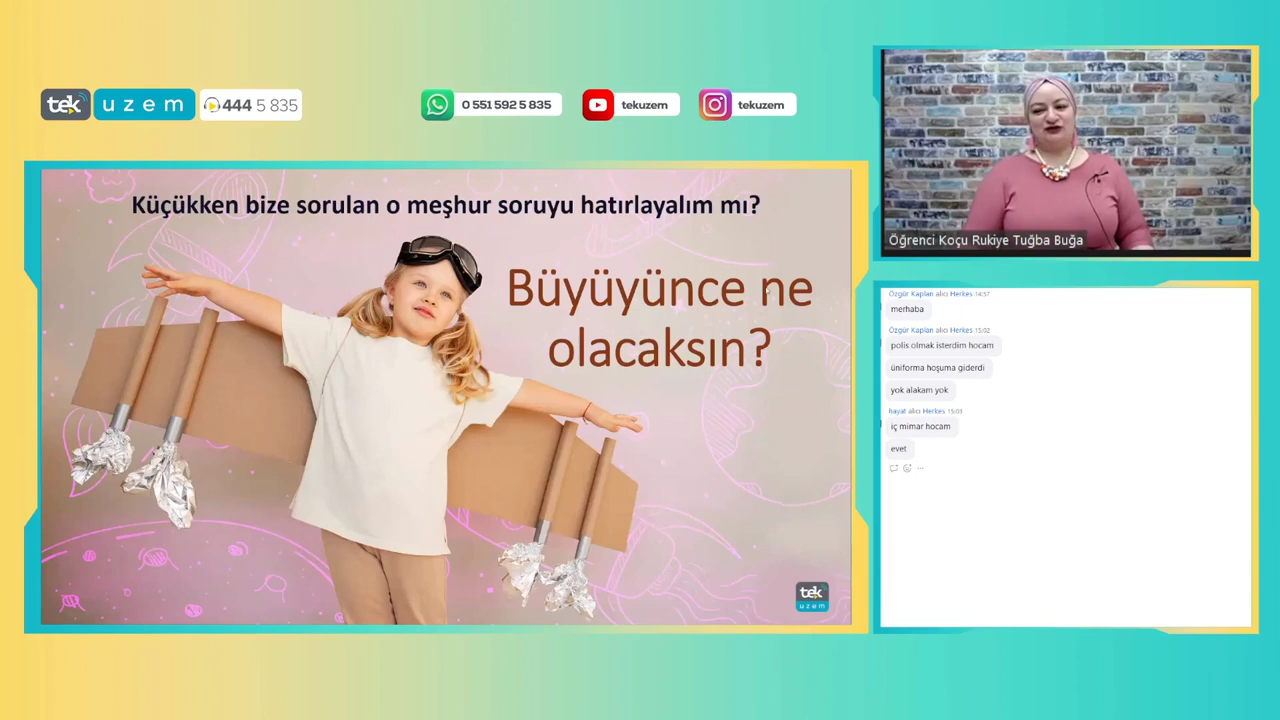 tek uzem 444 5 835
0 551 592 5 835
tekuzem
tekuzem
Küçükken bize sorulan o meşhur soruyu hatırlayalım mı?
Büyüyünce ne
olacaksın?
tek
uzem
Öğrenci Koçu Rukiye Tuğba Buğa
Özgür Kaplan alıcı Herkes 14:57
merhaba
Özgür Kaplan alıcı Herkes 15:02
polis olmak isterdim hocam
üniforma hoşuma giderdi
yok alakam yok
hayat alıcı Herkes 15:03
iç mimar hocam
evet